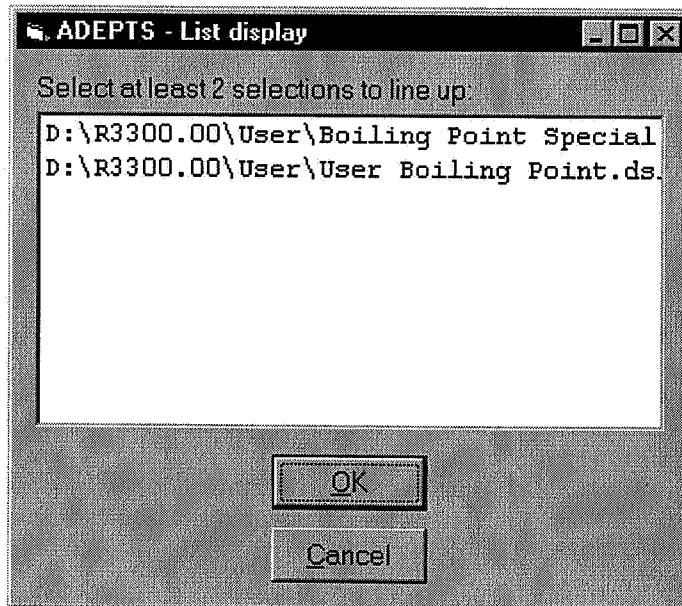 ADEPTS - List display
Select at least 2 selections to line up:
D:\R3300.00\User\Boiling Point Special
D:\R3300.00\User\User Boiling Point.ds.
OK
Cancel